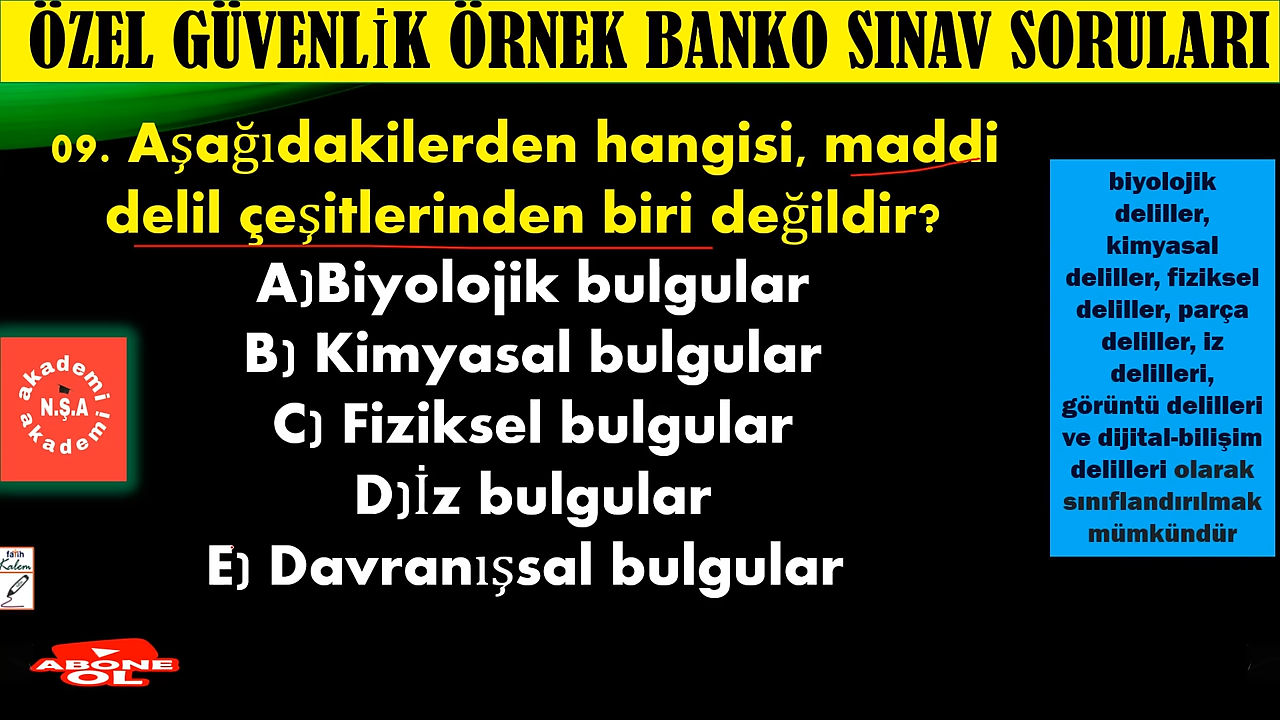 ÖZEL GÜVENLİK ÖRNEK BANKO SINAV SORULARI
09. Aşağıdakilerden hangisi, maddi
delil çeşitlerinden biri değildir?
A)Biyolojik bulgular
B) Kimyasal bulgular
C) Fiziksel bulgular
D)İz bulgular
E) Davranışsal bulgular
biyolojik
deliller,
kimyasal
deliller, fiziksel
deliller, parça
deliller, iz
delilleri,
görüntü delilleri
ve dijital-bilişim
delilleri olarak
sınıflandırılmak
mümkündür
akademi
N.Ş.A
akademi
fatih
Kalem
ABONE
OL